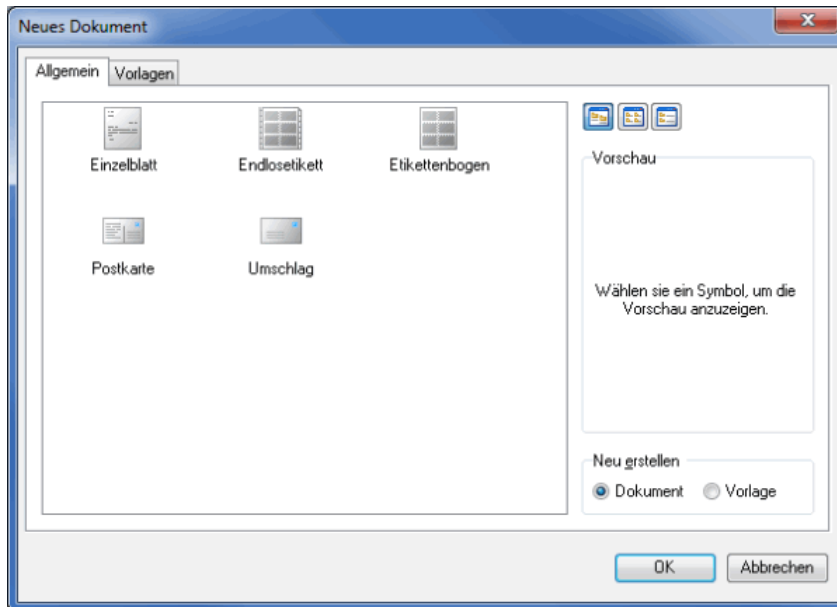 Neues Dokument
Allgemein Vorlagen
Einzelblatt Endlosetikett Etikettenbogen
Postkarte Umschlag
Vorschau
Wählen sie ein Symbol, um die
Vorschau anzuzeigen.
Neu erstellen
Dokument Vorlage
OK Abbrechen